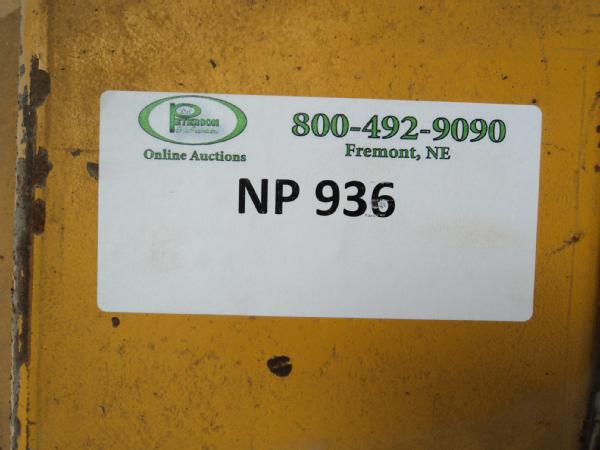 PETERSON
Online Auctions
800-492-9090
Fremont, NE
NP 936